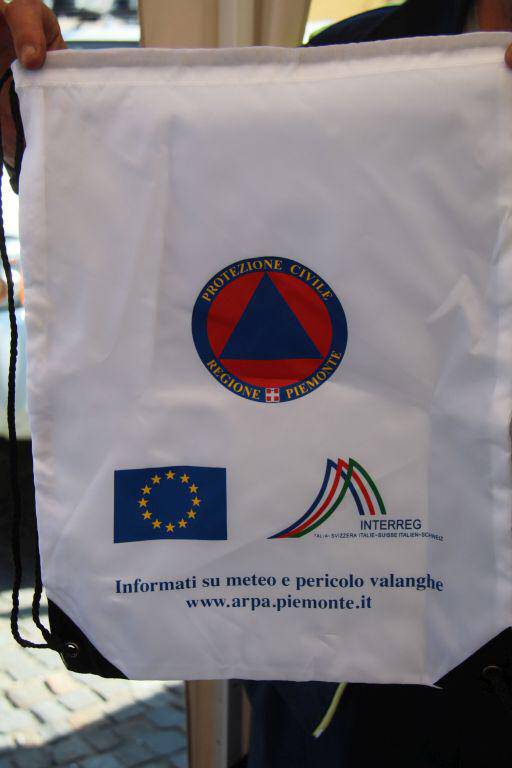 PROTEZIONE CIVILE
REGIONE PIEMONTE
INTERREG
ITALIA-SVIZZERA ITALIE-SUISSE ITALIEN-SCHWEIZ
Informati su meteo e pericolo valanghe
www.arpa.piemonte.it